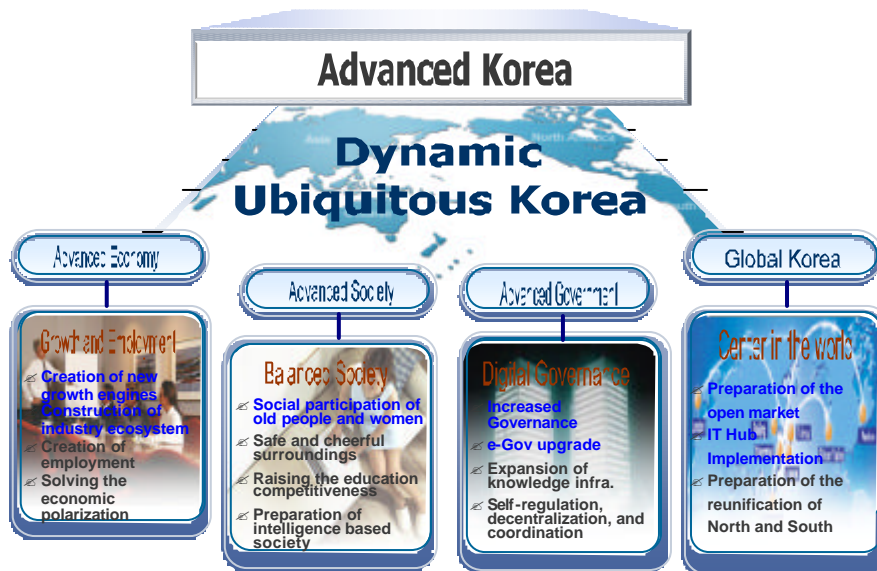 Advanced Korea
Asia
North America
Dynamic
Ubiquitous Korea
Advanced Economy
Growth and Employment
Creation of new
growth engines
Construction of
industry ecosystem
Creation of
employment
Solving the
economic
polarization
Advanced Society
Balanced Society
Social participation of
old people and women
Safe and cheerful
surroundings
Raising the education
competitiveness
Preparation of
intelligence based
society
Advanced Government
Digital Governance
Increased
Governance
e-Gov upgrade
Expansion of
knowledge infra.
Self-regulation,
decentralization, and
coordination
Global Korea
Center in the world
Preparation of the
open market
IT Hub
Implementation
Preparation of the
reunification of
North and South